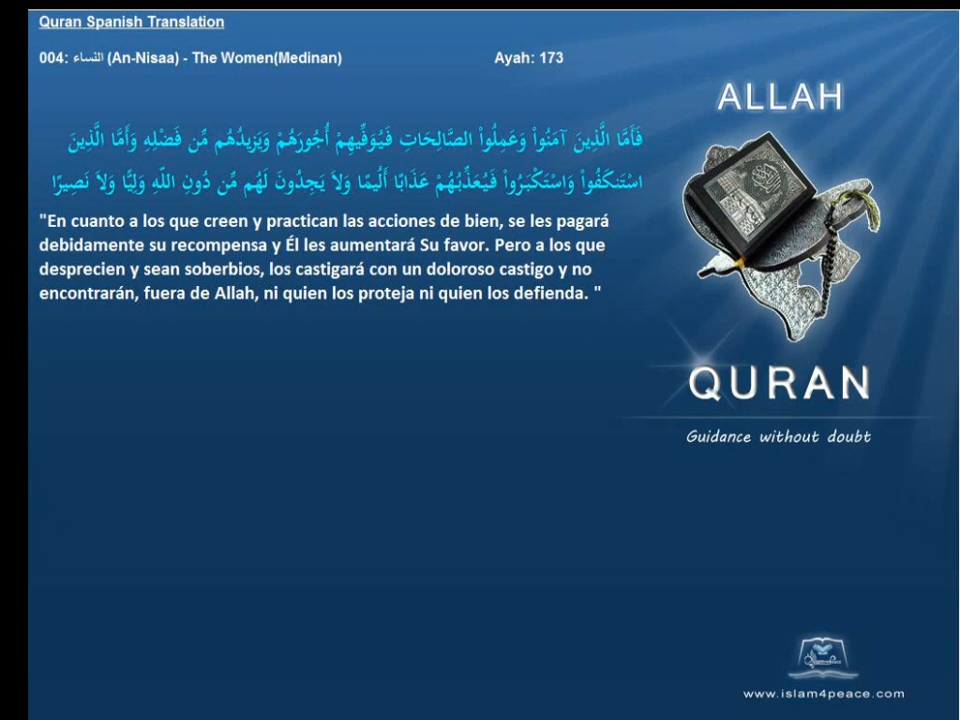 Quran Spanish Translation
004: النساء (An-Nisaa) - The Women(Medinan) Ayah: 173
فَأَمَّا الَّذِينَ آمَنُواْ وَعَمِلُواْ الصَّالِحَاتِ فَيُوَفِّيهِمْ أُجُورَهُمْ وَيَزِيدُهُم مِّن فَضْلِهِ وَأَمَّا الَّذِينَ
اسْتَنكَفُواْ وَاسْتَكْبَرُواْ فَيُعَذِّبُهُمْ عَذَابًا أَلُيمًا وَلاَ يَجِدُونَ لَهُم مِّن دُونِ اللّهِ وَلِيًّا وَلاَ نَصِيرًا
"En cuanto a los que creen y practican las acciones de bien, se les pagará
debidamente su recompensa y Él les aumentará Su favor. Pero a los que
desprecien y sean soberbios, los castigará con un doloroso castigo y no
encontrarán, fuera de Allah, ni quien los proteja ni quien los defienda. "
ALLAH
QURAN
Guidance without doubt
www.islam4peace.com